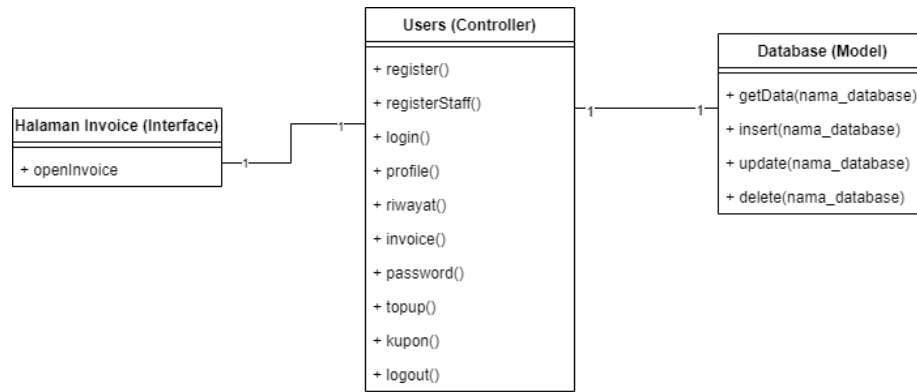 Halaman Invoice (Interface)
+ openInvoice
1
1
Users (Controller)
+ register()
+ registerStaff()
+ login()
+ profile()
+ riwayat()
+ invoice()
+ password()
+ topup()
+ kupon()
+ logout()
1
1
Database (Model)
+ getData(nama_database)
+ insert(nama_database)
+ update(nama_database)
+ delete(nama_database)